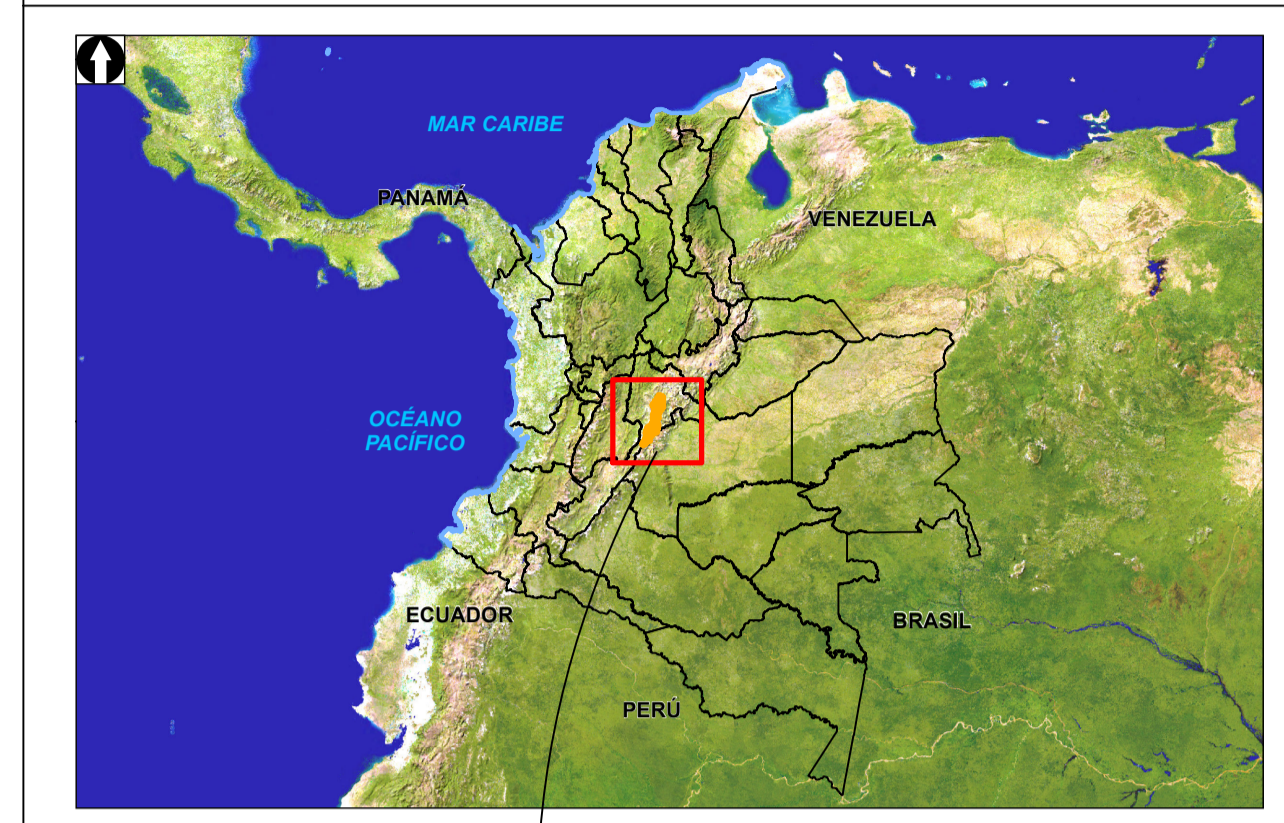 MAR CARIBE
PANAMÁ
VENEZUELA
OCÉANO
PACÍFICO
ECUADOR
BRASIL
PERÚ